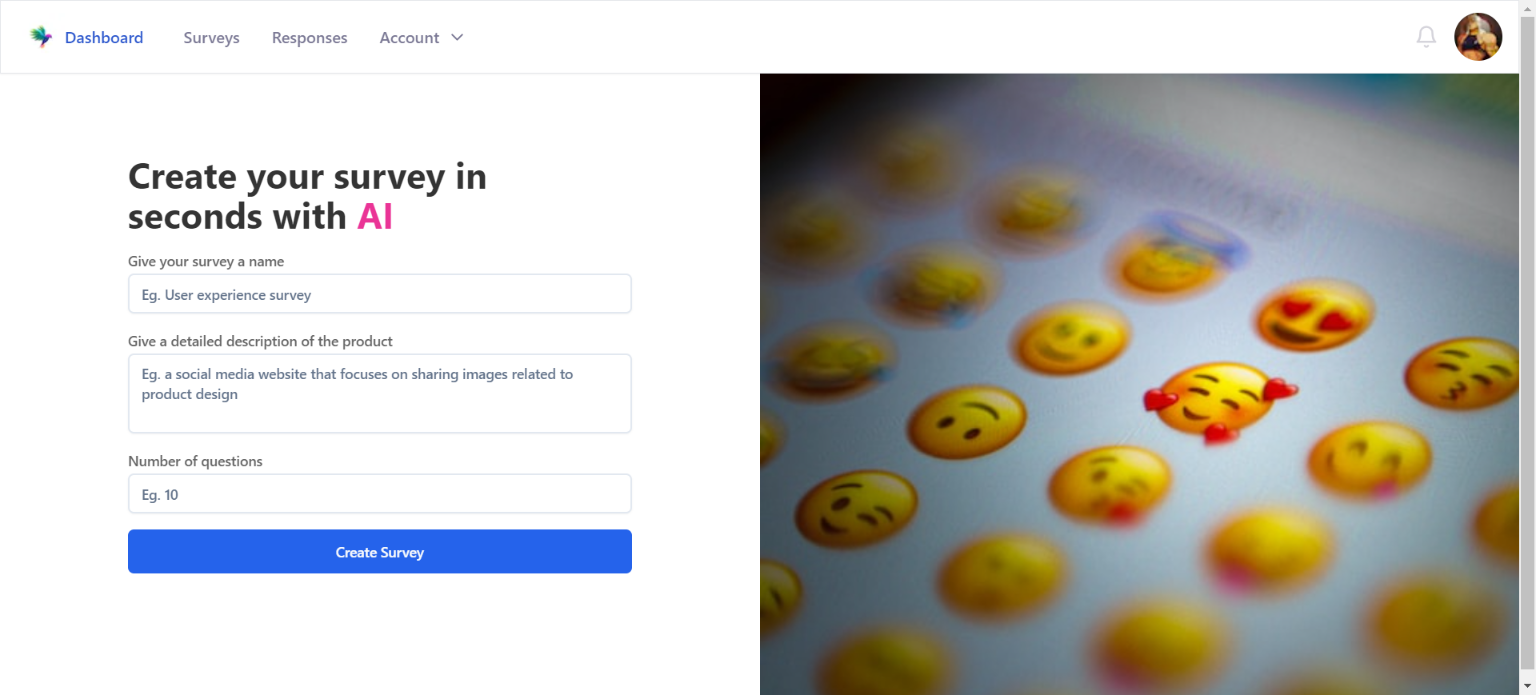 Dashboard Surveys Responses Account
Create your survey in
seconds with AI
Give your survey a name
Eg. User experience survey
Give a detailed description of the product
Eg. a social media website that focuses on sharing images related to
product design
Number of questions
Eg. 10
Create Survey